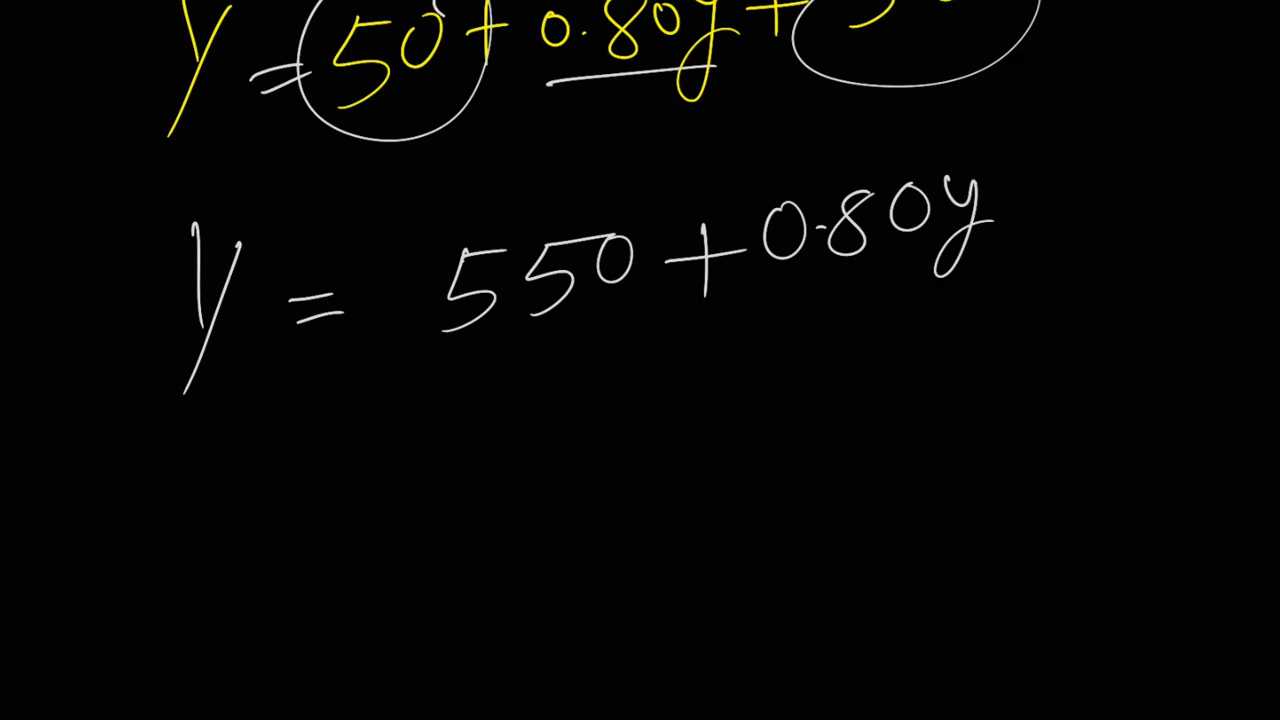 y = 50 + 0.80y +
y = 550 + 0.80y